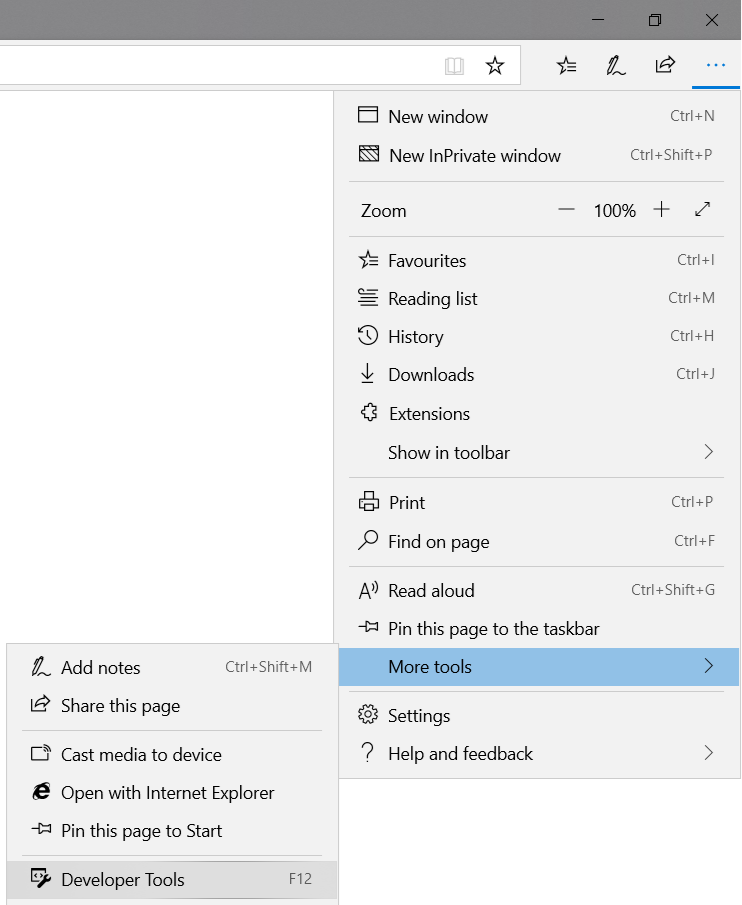 New window Ctrl+N
New InPrivate window Ctrl+Shift+P
Zoom 100%
Favourites Ctrl+I
Reading list Ctrl+M
History Ctrl+H
Downloads Ctrl+J
Extensions
Show in toolbar
Print Ctrl+P
Find on page Ctrl+F
Read aloud Ctrl+Shift+G
Pin this page to the taskbar
More tools
Settings
Help and feedback
Add notes Ctrl+Shift+M
Share this page
Cast media to device
Open with Internet Explorer
Pin this page to Start
Developer Tools F12